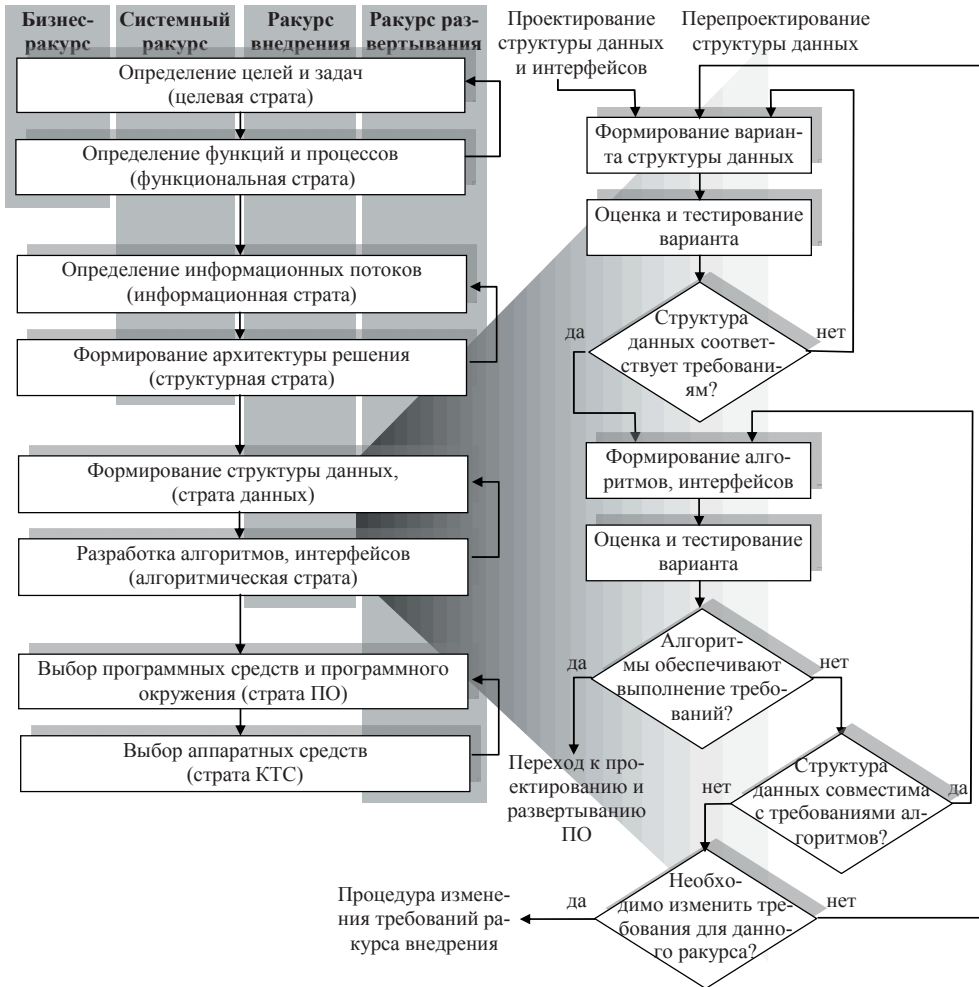 Бизнес-
ракурс
Системный
ракурс
Ракурс
внедрения
Ракурс раз-
вертывания
Определение целей и задач
(целевая страта)
Определение функций и процессов
(функциональная страта)
Определение информационных потоков
(информационная страта)
Формирование архитектуры решения
(структурная страта)
Формирование структуры данных,
(страта данных)
Разработка алгоритмов, интерфейсов
(алгоритмическая страта)
Выбор программных средств и программного
окружения (страта ПО)
Выбор аппаратных средств
(страта КТС)
Проектирование
структуры данных
и интерфейсов
Перепроектирование
структуры данных
Формирование вариан-
та структуры данных
Оценка и тестирование
варианта
да
Структура
данных соответ-
ствует требовани-
ям?
нет
Формирование алго-
ритмов, интерфейсов
Оценка и тестирование
варианта
да
Алгорит-
мы обеспечивают
выполнение требо-
ваний?
нет
Переход к про-
ектированию и
развертыванию
ПО
нет
Структура
данных совместима
с требованиями ал-
горитмов?
да
Процедура измене-
ния требований ра-
курса внедрения
да
Необхо-
димо изменить тре-
бования для данно-
го ракурса?
нет